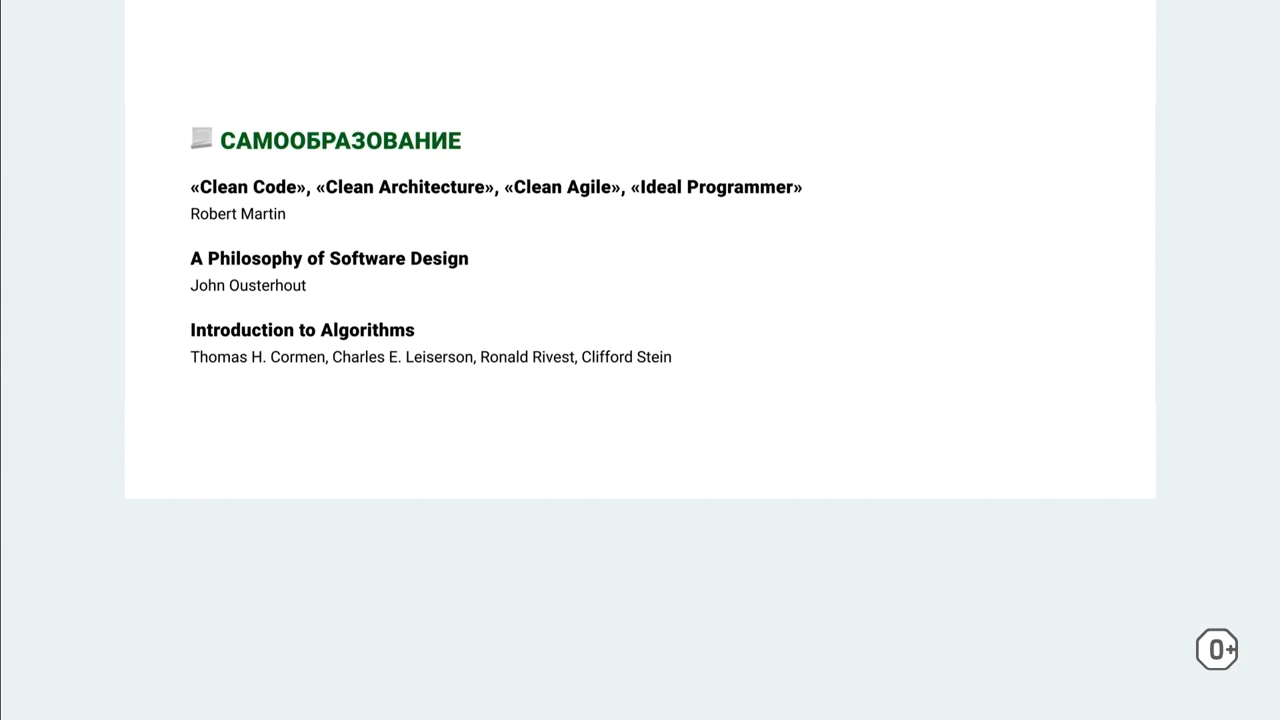 САМООБРАЗОВАНИЕ
«Clean Code», «Clean Architecture», «Clean Agile», «Ideal Programmer»
Robert Martin
A Philosophy of Software Design
John Ousterhout
Introduction to Algorithms
Thomas H. Cormen, Charles E. Leiserson, Ronald Rivest, Clifford Stein
0+